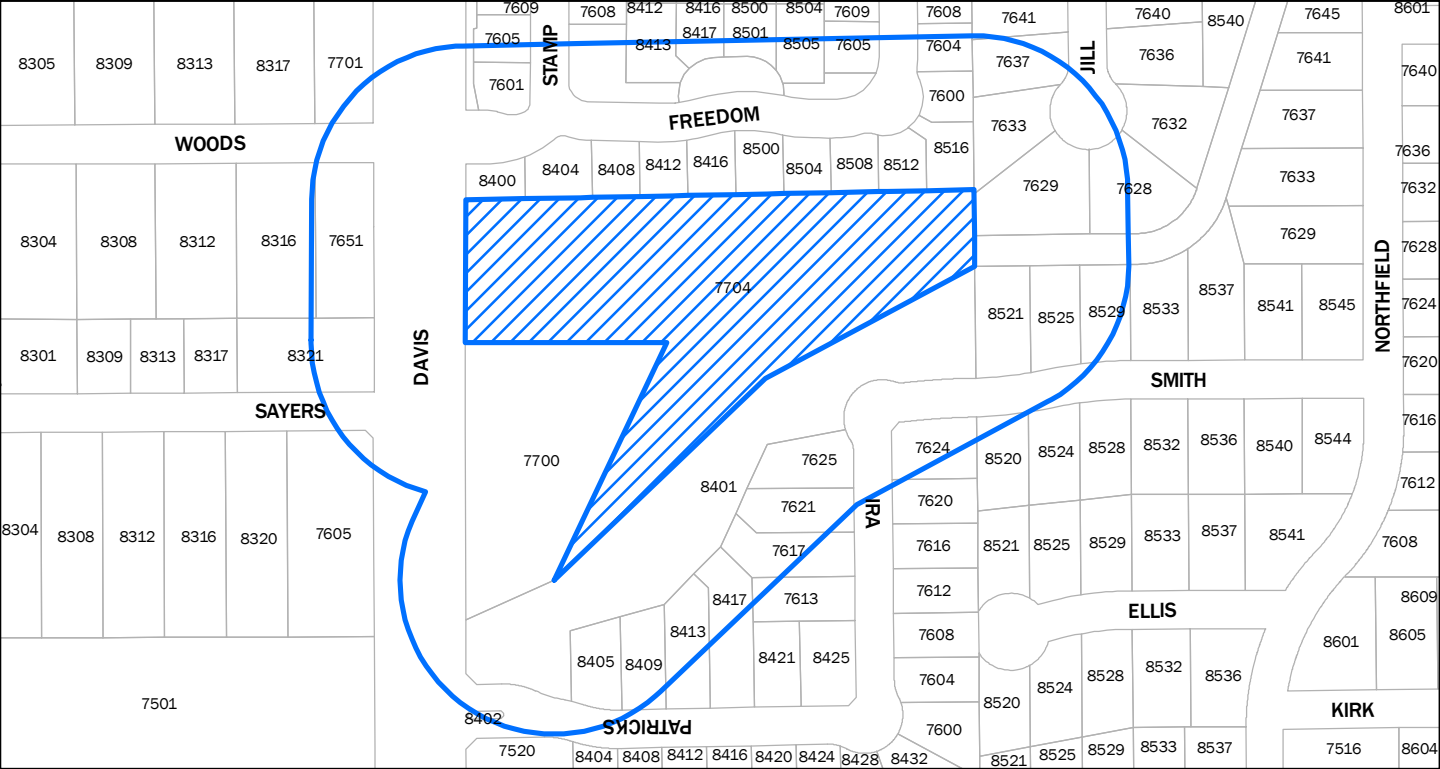 7609 7608 8412 8416 8500 8504 7609 7608 7641 7640 8540 7645 8601
8305 8309 8313 8317 7701 7605 STAMP 8413 8417 8501 8505 7605 7604 7637 JILL 7636 7641 7640
7601 7600 7633 7632 7637
WOODS FREEDOM 7636
8400 8404 8408 8412 8416 8500 8504 8508 8512 8516 7629 7628 7633 7632
8304 8308 8312 8316 7651 7629 7628
7704 8521 8525 8529 8533 8537 8541 8545 NORTHFIELD 7624
8301 8309 8313 8317 8321 DAVIS 7620
SAYERS SMITH 7616
7700 8401 7625 7624 8520 8524 8528 8532 8536 8540 8544
7621 IRA 7620 7612
8304 8308 8312 8316 8320 7605 7617 7616 8521 8525 8529 8533 8537 8541 7608
8417 7613 7612 ELLIS 8609
8413 7608 8601 8605
8405 8409 8421 8425 7604 8520 8524 8528 8532 8536
7501 8402 PATRICKS 7600 KIRK
7520 8404 8408 8412 8416 8420 8424 8428 8432 8521 8525 8529 8533 8537 7516 8604